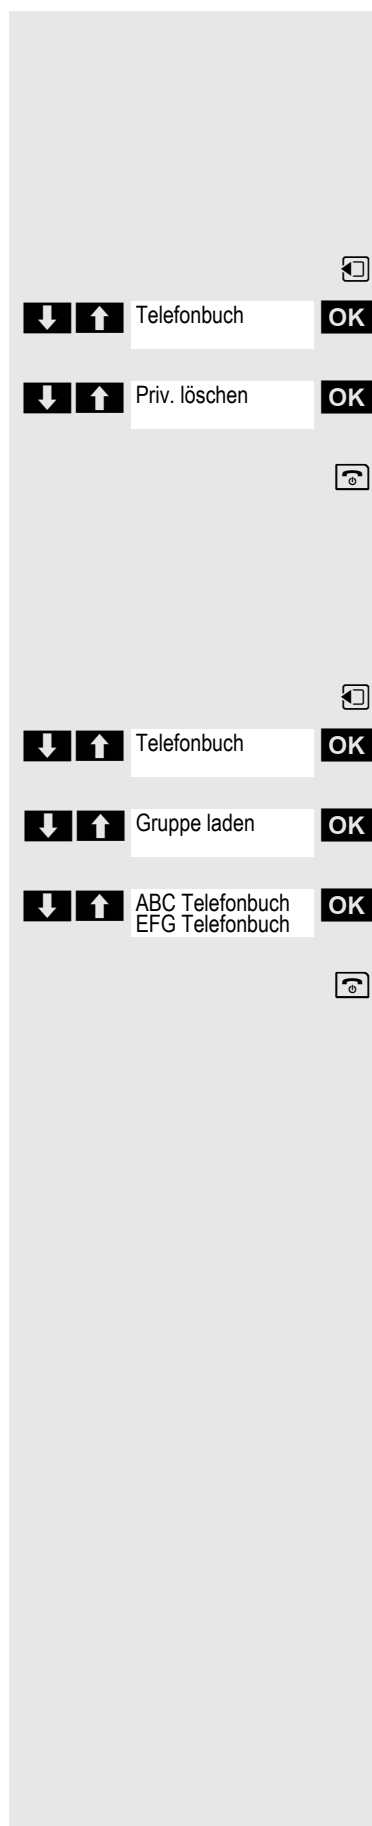 Telefonbuch OK
Priv. löschen OK
Telefonbuch OK
Gruppe laden OK
ABC Telefonbuch OK
EFG Telefonbuch